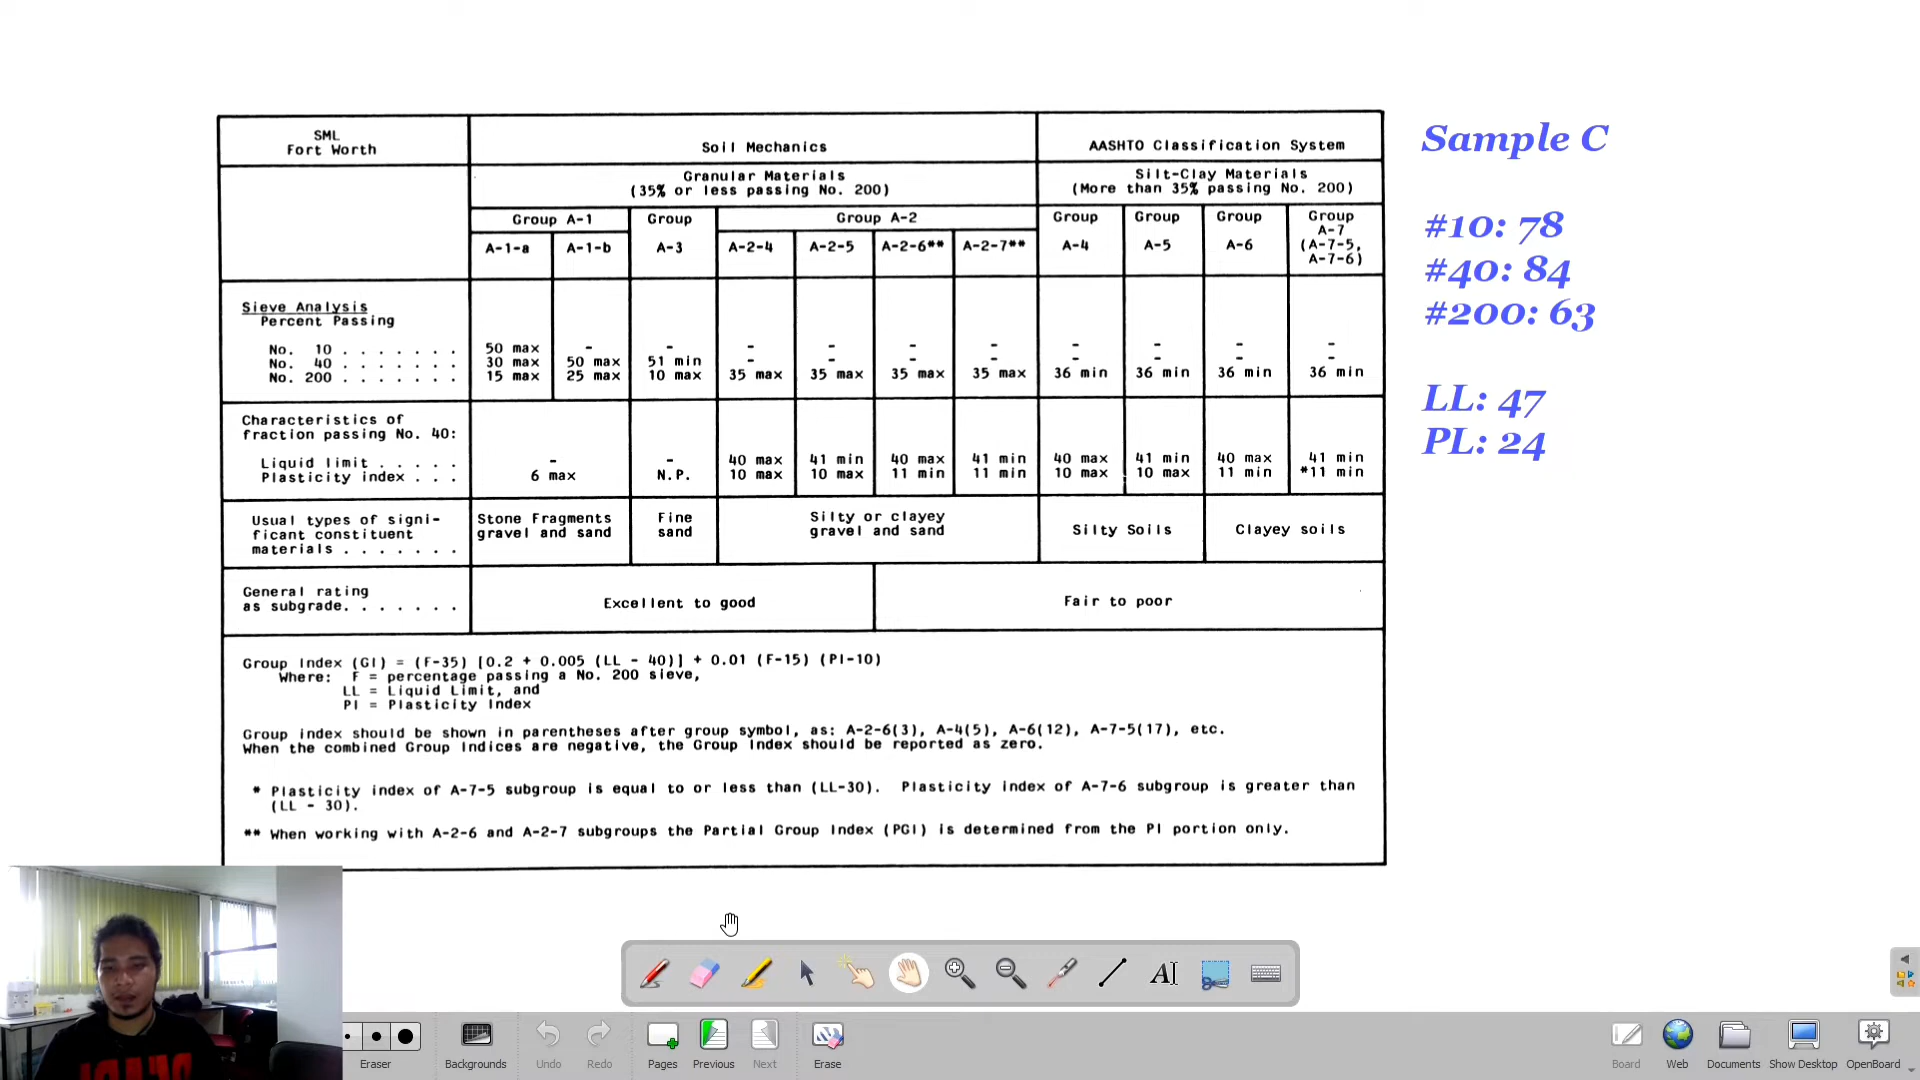 SML
Fort Worth
Soil Mechanics
AASHTO Classification System
Granular Materials
(35% or less passing No. 200)
Silt-Clay Materials
(More than 35% passing No. 200)
Group A-1
Group
A-3
Group A-2
Group
A-4
Group
A-5
Group
A-6
Group
A-7
(A-7-5,
A-7-6)
A-1-a A-1-b A-2-4 A-2-5 A-2-6** A-2-7**
Sieve Analysis
Percent Passing
No. 10 . . . . . . . 50 max - - - - - - - - - -
No. 40 . . . . . . . 30 max 50 max 51 min - - - - - - - -
No. 200 . . . . . . . 15 max 25 max 10 max 35 max 35 max 35 max 35 max 36 min 36 min 36 min 36 min
Characteristics of
fraction passing No. 40:
Liquid limit . . . . . - - 40 max 41 min 40 max 41 min 40 max 41 min 40 max 41 min
Plasticity index . . . 6 max N.P. 10 max 10 max 11 min 11 min 10 max 10 max 11 min *11 min
Usual types of signi-
ficant constituent
materials . . . . . . .
Stone Fragments
gravel and sand
Fine
sand
Silty or clayey
gravel and sand
Silty Soils
Clayey soils
General rating
as subgrade. . . . . . .
Excellent to good
Fair to poor
Group Index (GI) = (F-35) [0.2 + 0.005 (LL - 40)] + 0.01 (F-15) (PI-10)
Where: F = percentage passing a No. 200 sieve,
LL = Liquid Limit, and
PI = Plasticity Index
Group index should be shown in parentheses after group symbol, as: A-2-6(3), A-4(5), A-6(12), A-7-5(17), etc.
When the combined Group Indices are negative, the Group Index should be reported as zero.
* Plasticity index of A-7-5 subgroup is equal to or less than (LL-30). Plasticity index of A-7-6 subgroup is greater than
(LL - 30).
** When working with A-2-6 and A-2-7 subgroups the Partial Group Index (PGI) is determined from the PI portion only.
Sample C
#10: 78
#40: 84
#200: 63
LL: 47
PL: 24
Eraser
Backgrounds
Undo
Redo
Pages
Previous
Next
Erase
Board
Web
Documents
Show Desktop
OpenBoard